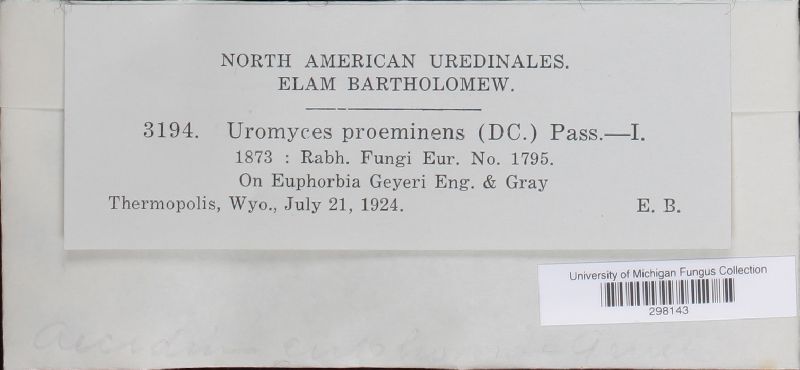 NORTH AMERICAN UREDINALES.
ELAM BARTHOLOMEW.
3194. Uromyces proeminens (DC.) Pass.—I.
1873 : Rabh. Fungi Eur. No. 1795.
On Euphorbia Geyeri Eng. & Gray
Thermopolis, Wyo., July 21, 1924. E. B.
University of Michigan Fungus Collection
298143